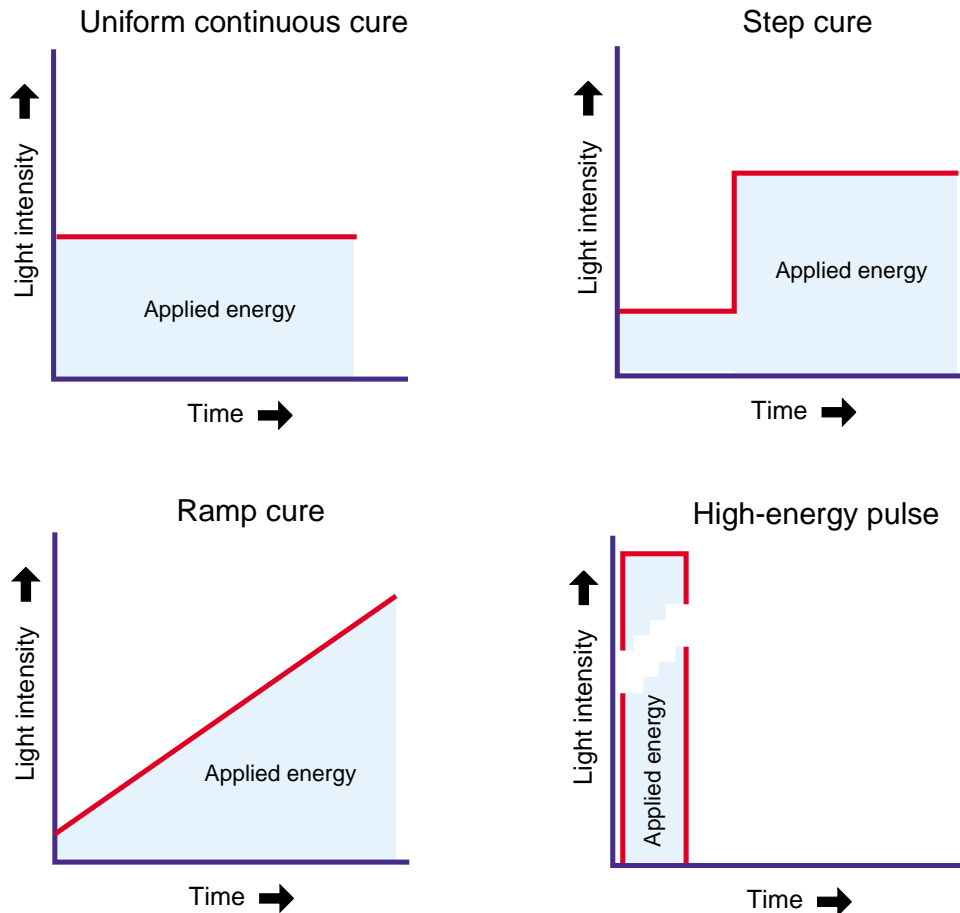 Uniform continuous cure
Light intensity
Applied energy
Time
Step cure
Light intensity
Applied energy
Time
Ramp cure
Light intensity
Applied energy
Time
High-energy pulse
Light intensity
Applied energy
Time